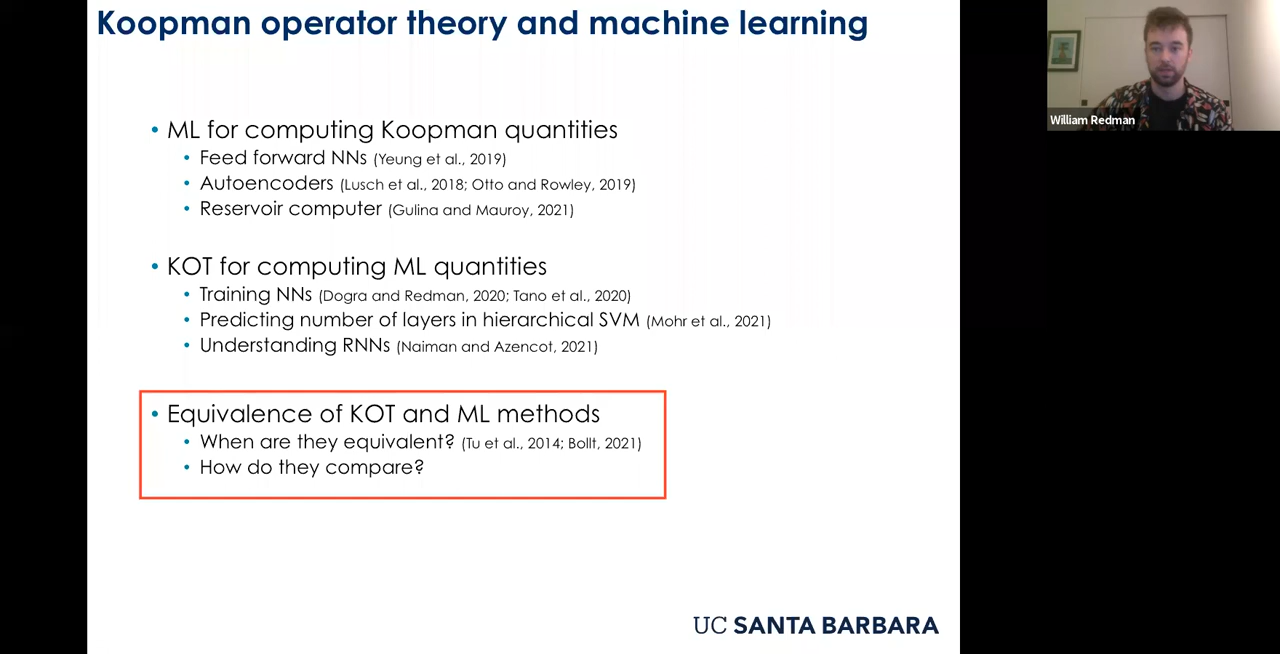 Koopman operator theory and machine learning
• ML for computing Koopman quantities
• Feed forward NNs (Yeung et al., 2019)
• Autoencoders (Lusch et al., 2018; Otto and Rowley, 2019)
• Reservoir computer (Gulina and Mauroy, 2021)
• KOT for computing ML quantities
• Training NNs (Dogra and Redman, 2020; Tano et al., 2020)
• Predicting number of layers in hierarchical SVM (Mohr et al., 2021)
• Understanding RNNs (Naiman and Azencot, 2021)
• Equivalence of KOT and ML methods
• When are they equivalent? (Tu et al., 2014; Bollt, 2021)
• How do they compare?
UC SANTA BARBARA
William Redman